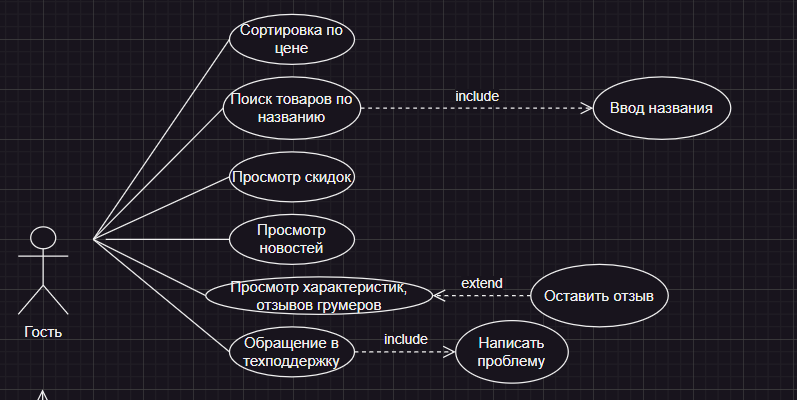 Сортировка по
цене
Поиск товаров по
названию
include
Ввод названия
Просмотр скидок
Просмотр
новостей
Просмотр характеристик,
отзывов грумеров
extend
Оставить отзыв
Гость
Обращение в
техподдержку
include
Написать
проблему